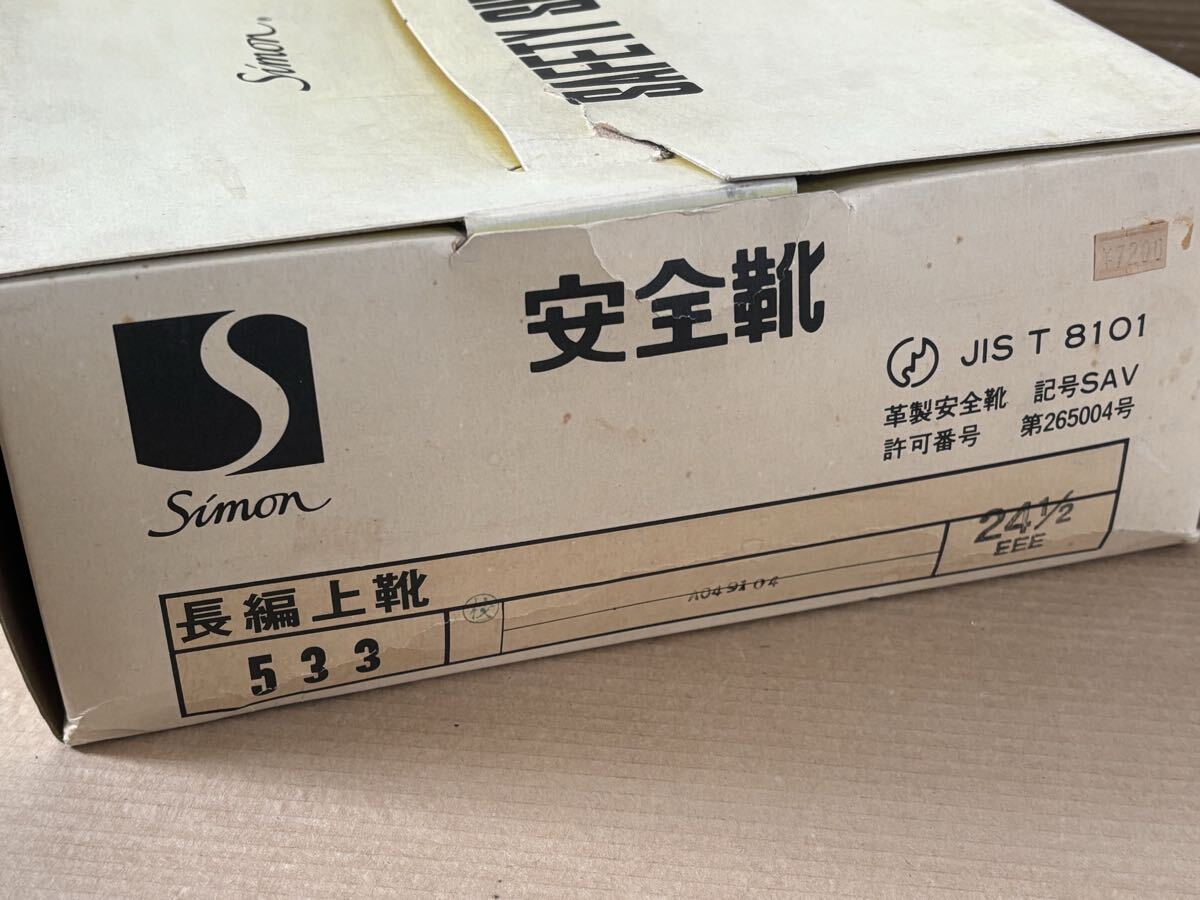 Simon®
SAFETY
安全靴
¥7200
Simon
JIS T 8101
革製安全靴 記号SAV
許可番号 第265004号
長編上靴
24½
EEE
検
A049104
533